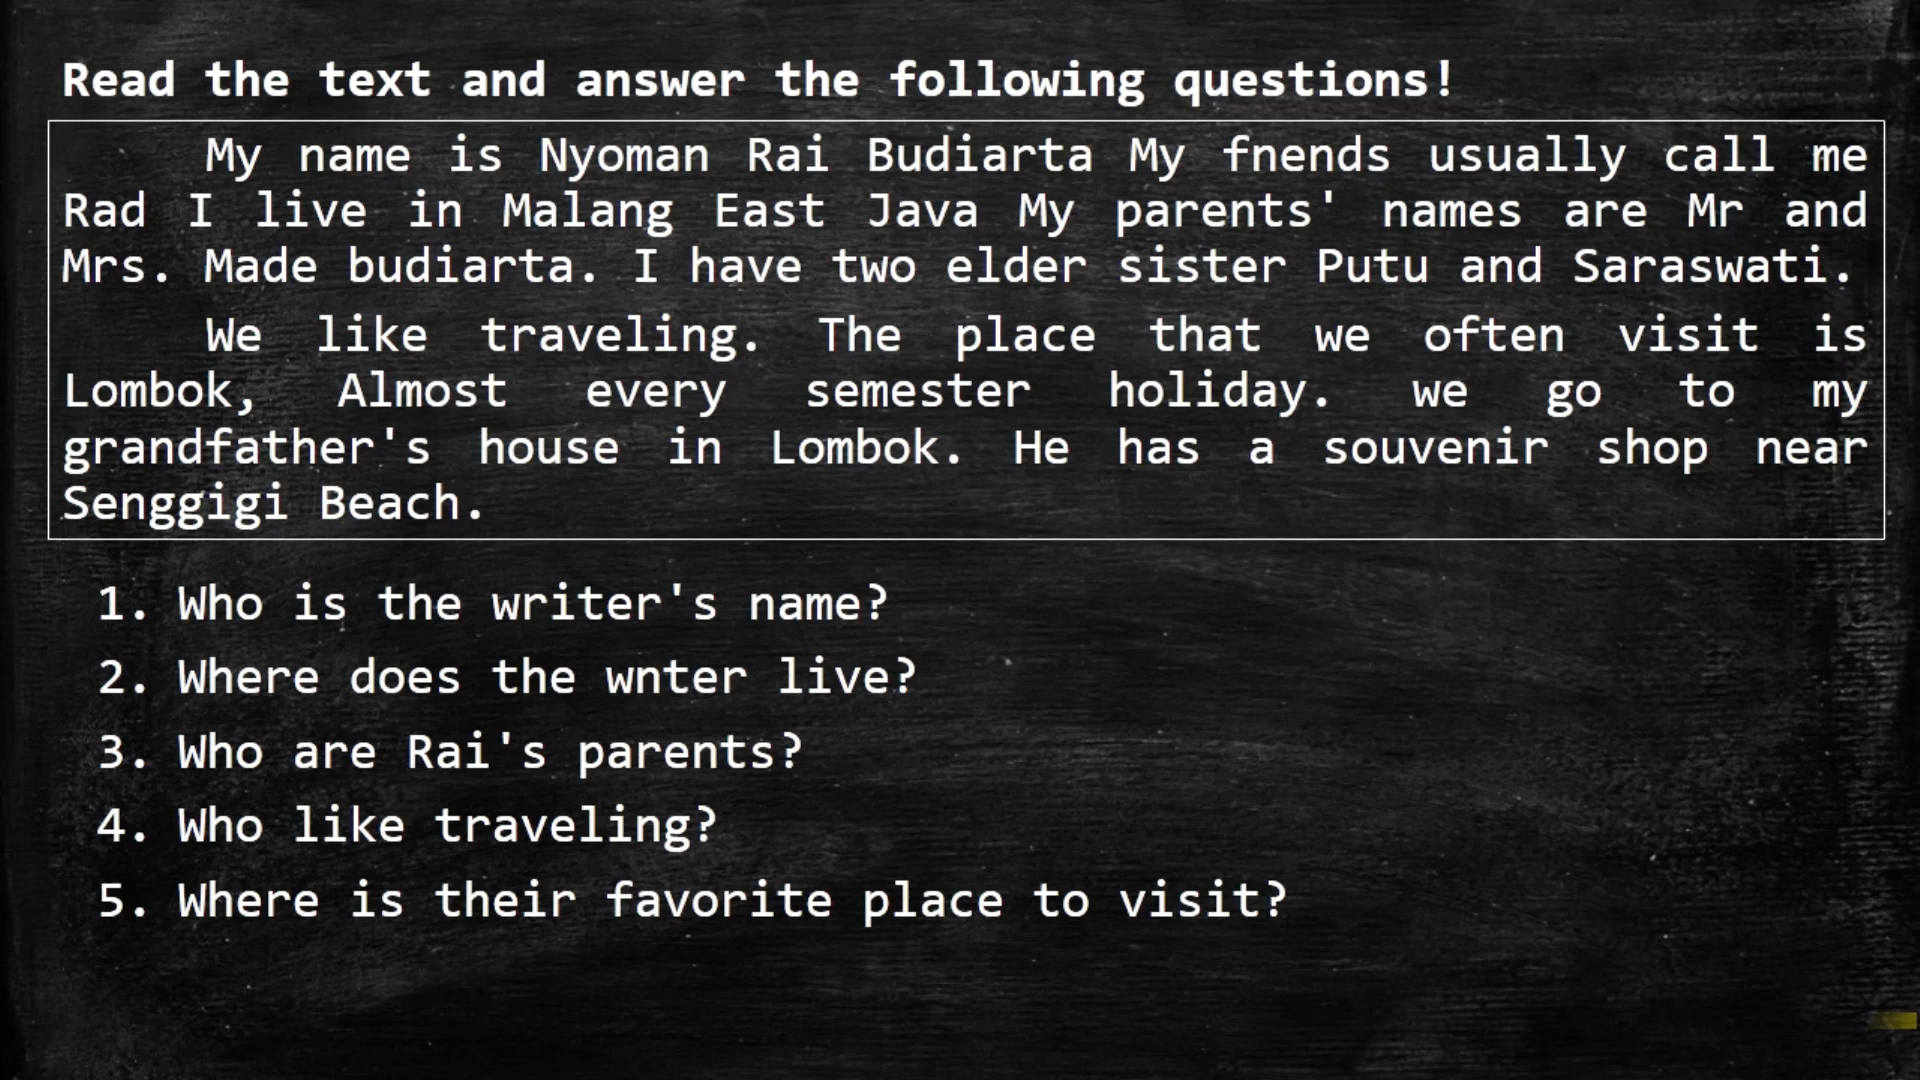 Read the text and answer the following questions!
My name is Nyoman Rai Budiarta My fnends usually call me
Rad I live in Malang East Java My parents' names are Mr and
Mrs. Made budiarta. I have two elder sister Putu and Saraswati.
We like traveling. The place that we often visit is
Lombok, Almost every semester holiday. we go to my
grandfather's house in Lombok. He has a souvenir shop near
Senggigi Beach.
1. Who is the writer's name?
2. Where does the wnter live?
3. Who are Rai's parents?
4. Who like traveling?
5. Where is their favorite place to visit?